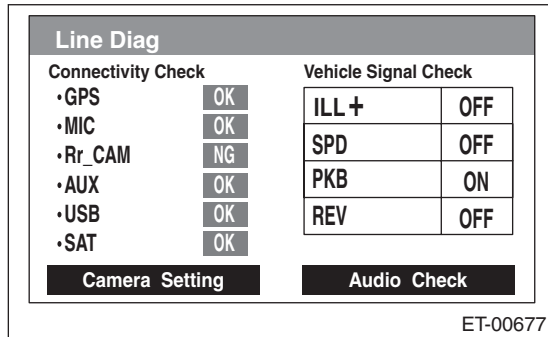 Line Diag
Connectivity Check
・GPS OK
・MIC OK
・Rr_CAM NG
・AUX OK
・USB OK
・SAT OK
Camera Setting
Vehicle Signal Check
ILL+ OFF
SPD OFF
PKB ON
REV OFF
Audio Check
ET-00677